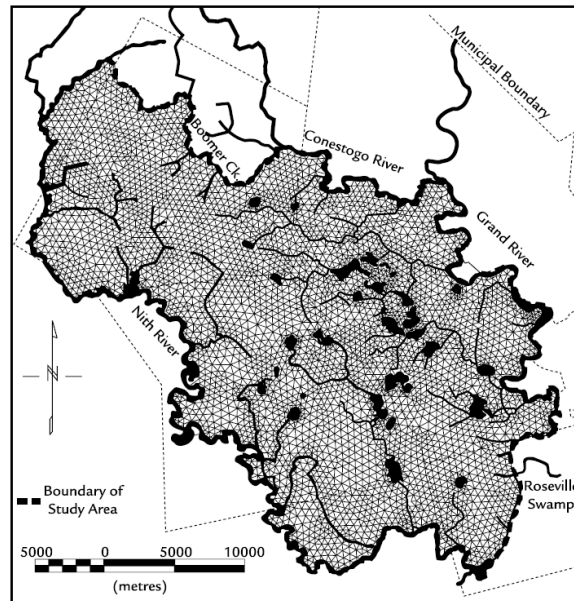 Municipal Boundary
Boomer Ck.
Conestogo River
Grand River
Nith River
N
Boundary of
Study Area
Roseville
Swamp
5000 0 5000 10000
(metres)